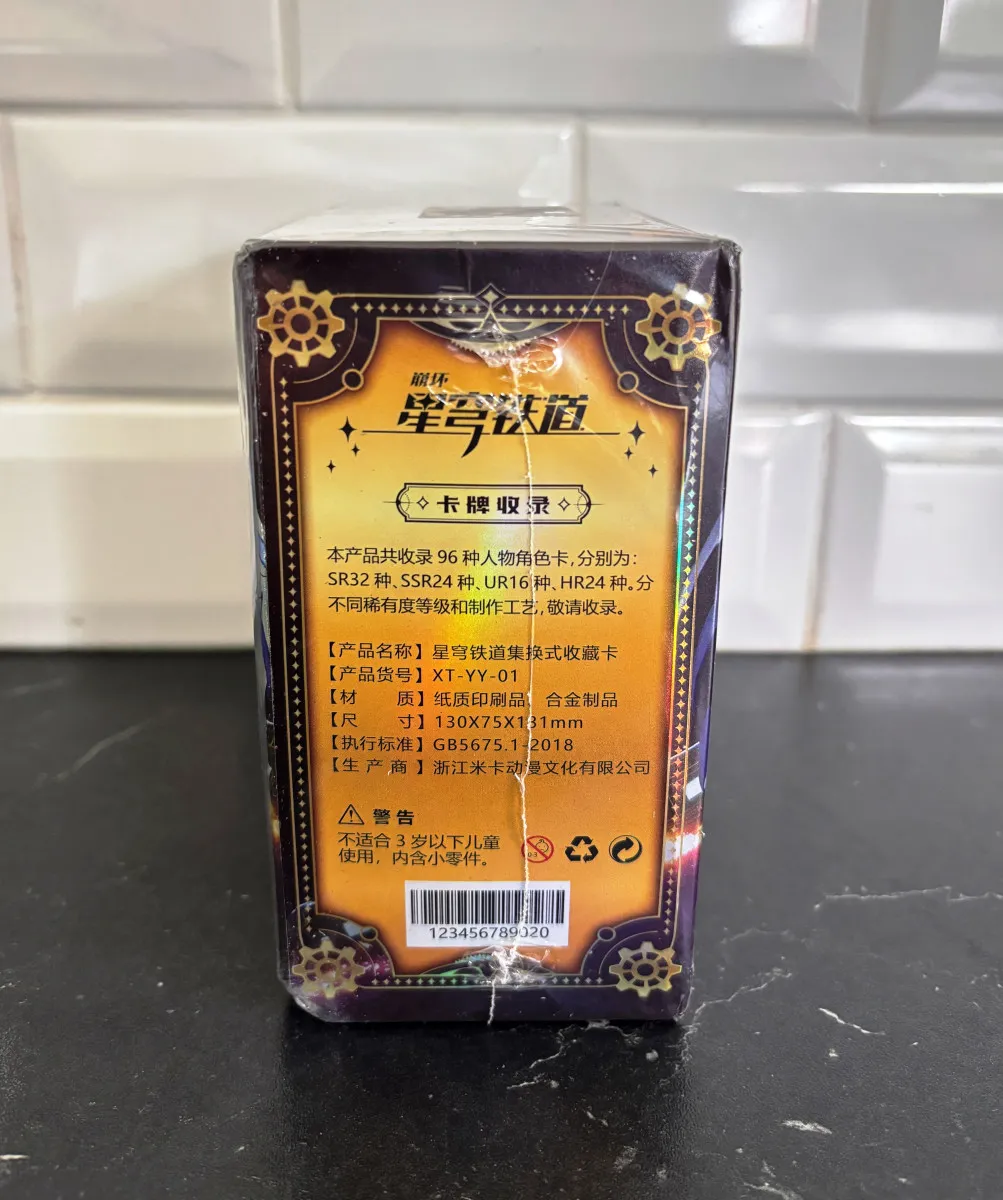 崩坏
星穹铁道
卡牌收录
本产品共收录 96 种人物角色卡,分别为:
SR32 种、SSR24 种、UR16 种、HR24 种。分
不同稀有度等级和制作工艺,敬请收录。
【产品名称】星穹铁道集换式收藏卡
【产品货号】XT-YY-01
【材 质】纸质印刷品 合金制品
【尺 寸】130X75X131mm
【执行标准】GB5675.1-2018
【生 产 商】浙江米卡动漫文化有限公司
警告
不适合 3 岁以下儿童
使用，内含小零件。
0-3
123456789020